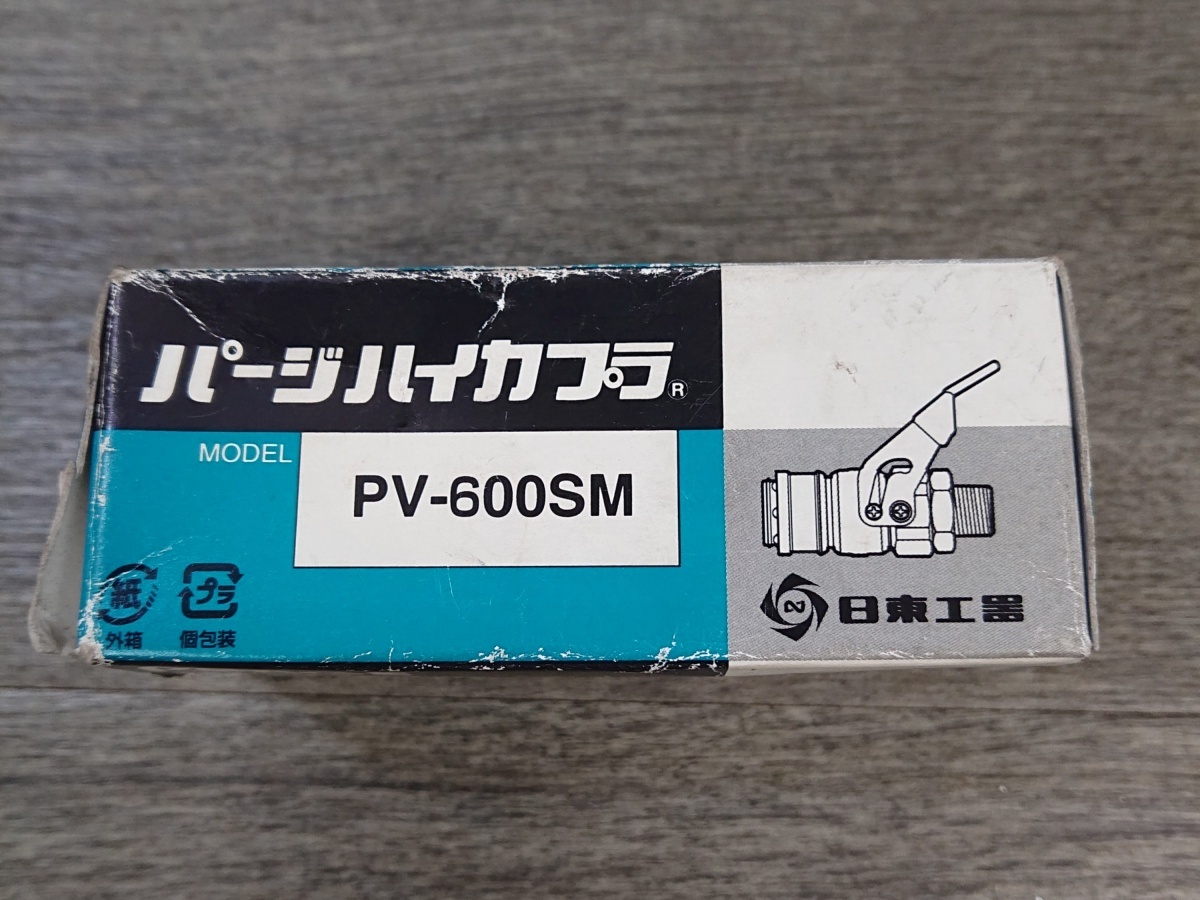 パージハイカプラ®
MODEL
PV-600SM
紙
外箱
プラ
個包装
日東工器